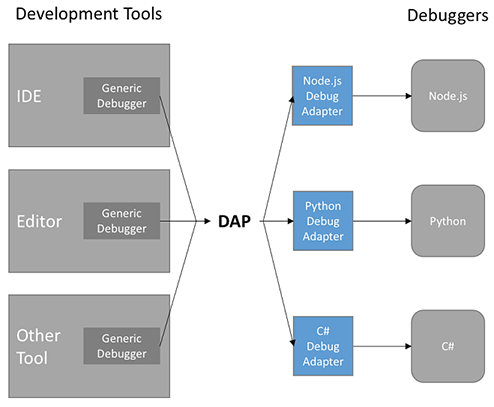 Development Tools
Debuggers
IDE
Generic
Debugger
Node.js
Debug
Adapter
Node.js
Editor
Generic
Debugger
DAP
Python
Debug
Adapter
Python
Other
Tool
Generic
Debugger
C#
Debug
Adapter
C#